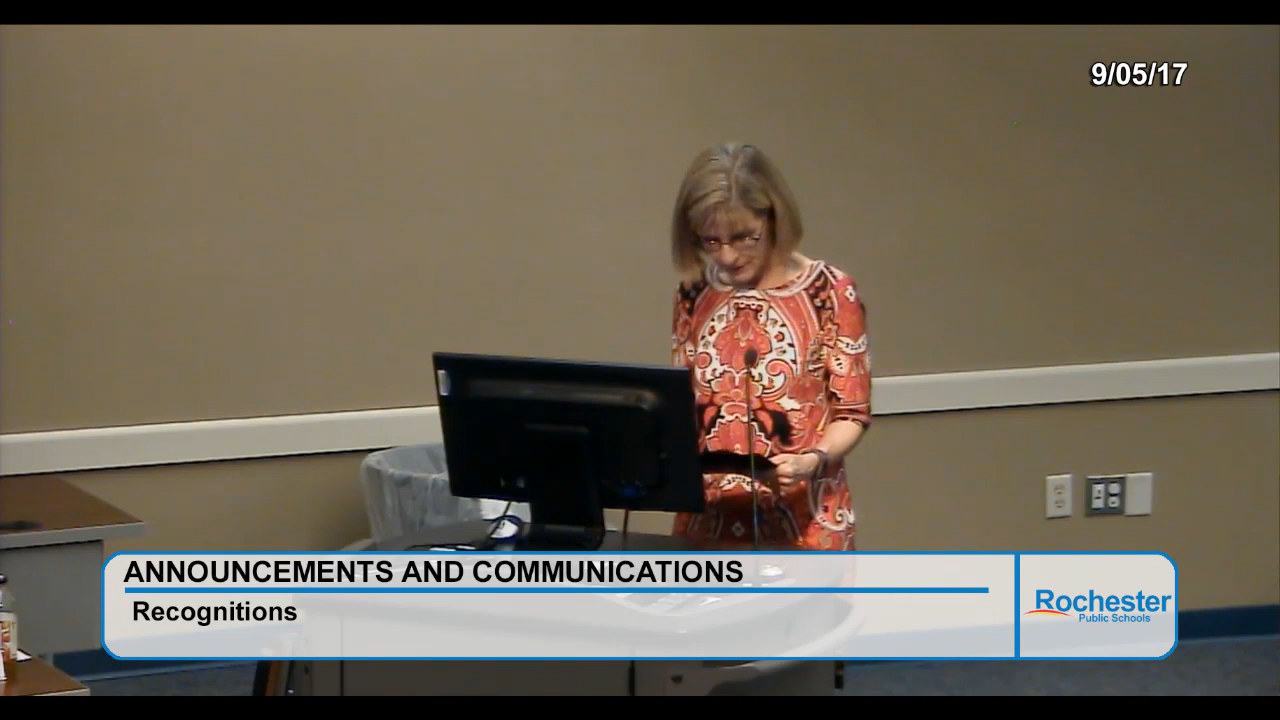 9/05/17
ANNOUNCEMENTS AND COMMUNICATIONS
Recognitions
Rochester
Public Schools